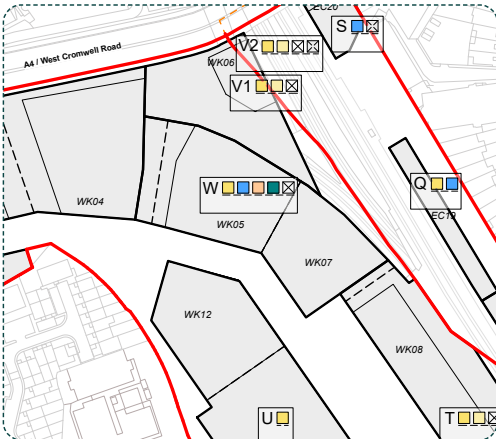 EC20
S
V2
A4 / West Cromwell Road
WK06
V1
Q
W
WK04
EC19
WK05
WK07
WK12
WK08
U
T